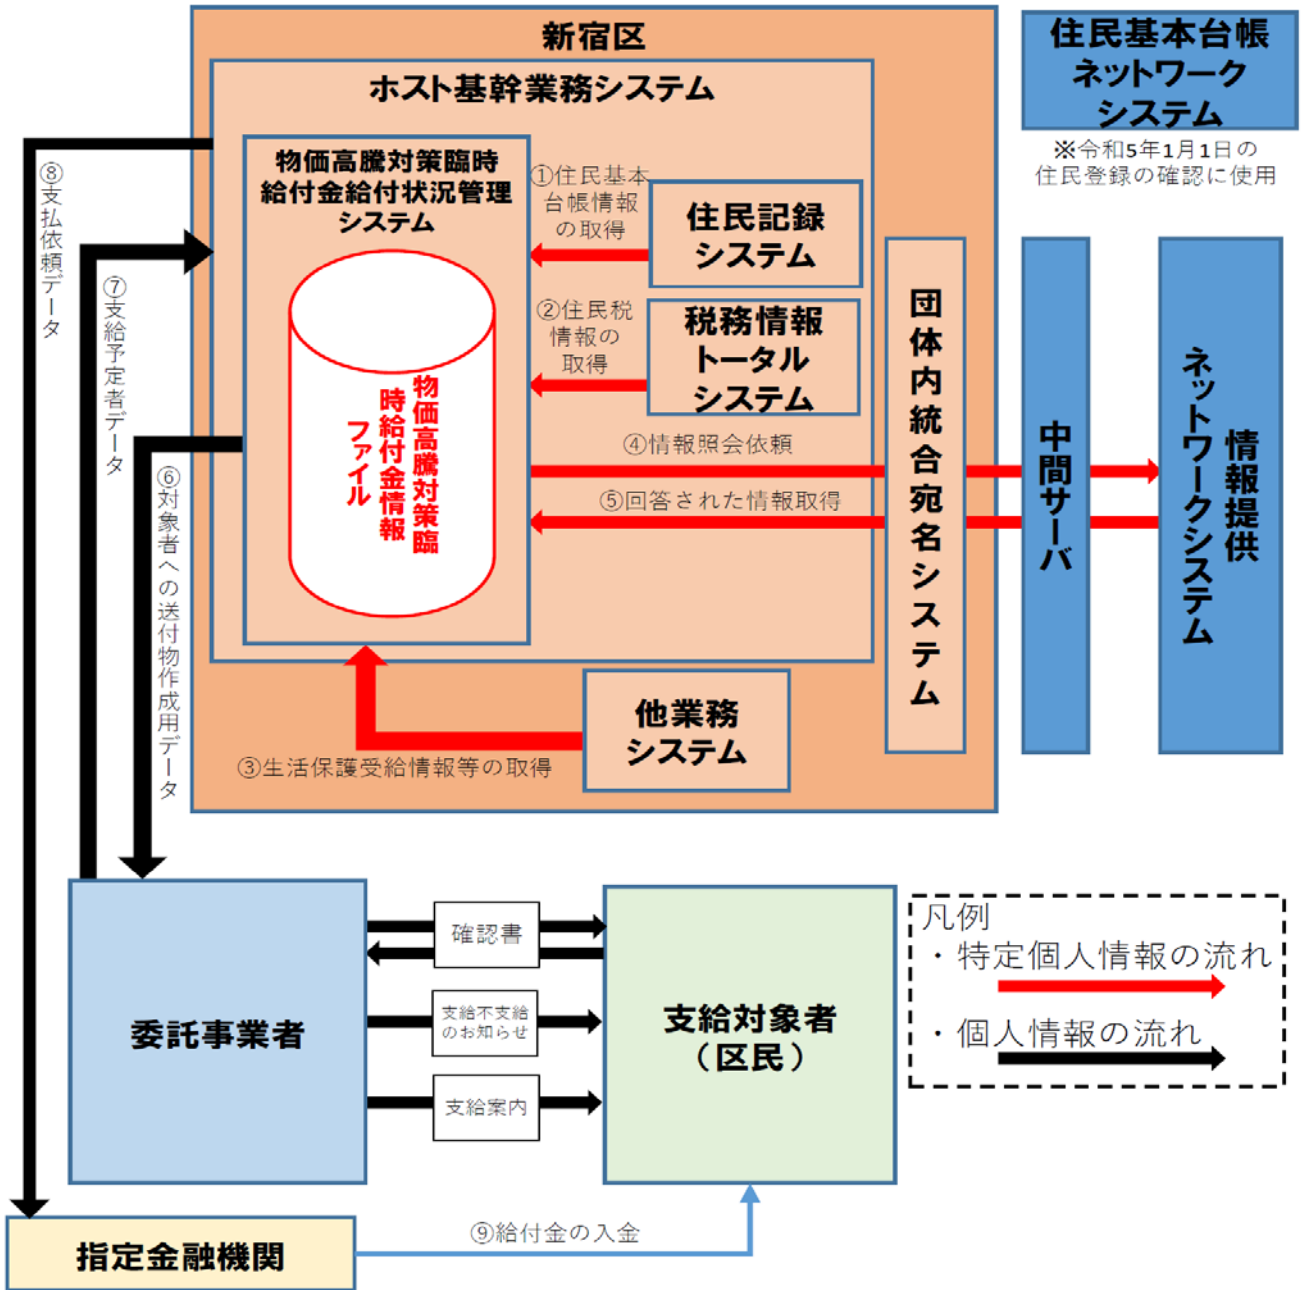 新宿区
ホスト基幹業務システム
物価高騰対策臨時
給付金給付状況管理
システム
物価高騰対策臨
時給付金情報
ファイル
①住民基本
台帳情報
の取得
住民記録
システム
②住民税
情報の
取得
税務情報
トータル
システム
④情報照会依頼
⑤回答された情報取得
他業務
システム
③生活保護受給情報等の取得
団体内統合宛名システム
住民基本台帳
ネットワーク
システム
※令和5年1月1日の
住民登録の確認に使用
中間サーバ
情報提供
ネットワークシステム
⑧支払依頼データ
⑦支給予定者データ
⑥対象者への送付物作成用データ
委託事業者
確認書
支給不支給
のお知らせ
支給案内
支給対象者
（区民）
凡例
・特定個人情報の流れ
・個人情報の流れ
指定金融機関
⑨給付金の入金